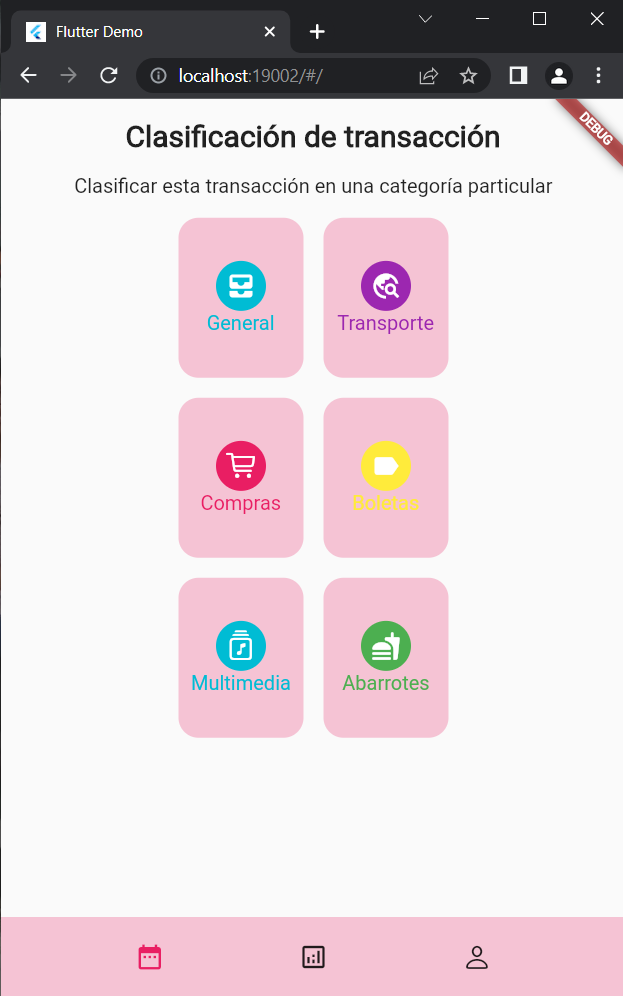 Flutter Demo
localhost:19002/#/
DEBUG
Clasificación de transacción
Clasificar esta transacción en una categoría particular
General
Transporte
Compras
Boletas
Multimedia
Abarrotes